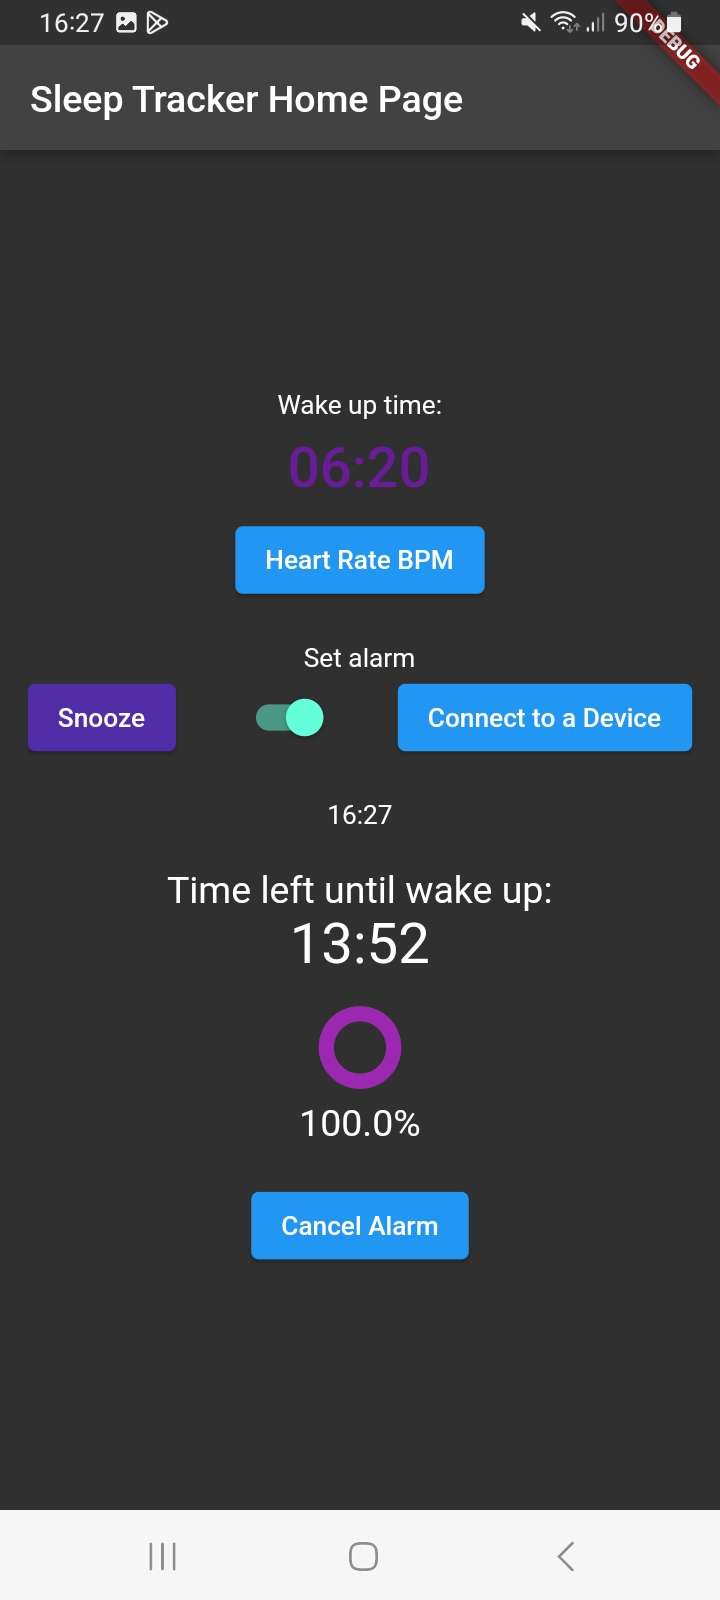 16:27 90%
DEBUG
Sleep Tracker Home Page
Wake up time:
06:20
Heart Rate BPM
Set alarm
Snooze
Connect to a Device
16:27
Time left until wake up:
13:52
100.0%
Cancel Alarm